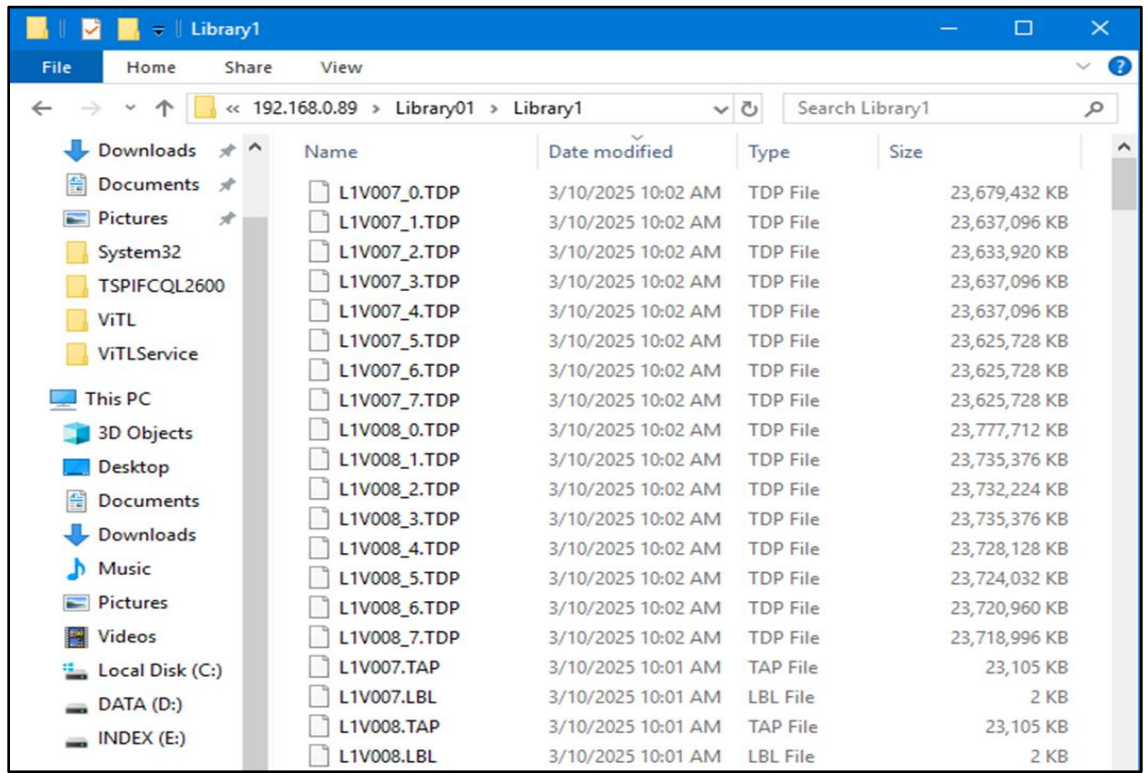 Library1
File Home Share View
« 192.168.0.89 > Library01 > Library1 Search Library1
Downloads
Documents
Pictures
System32
TSPIFCQL2600
ViTL
ViTLService
This PC
3D Objects
Desktop
Documents
Downloads
Music
Pictures
Videos
Local Disk (C:)
DATA (D:)
INDEX (E:)
Name Date modified Type Size
L1V007_0.TDP 3/10/2025 10:02 AM TDP File 23,679,432 KB
L1V007_1.TDP 3/10/2025 10:02 AM TDP File 23,637,096 KB
L1V007_2.TDP 3/10/2025 10:02 AM TDP File 23,633,920 KB
L1V007_3.TDP 3/10/2025 10:02 AM TDP File 23,637,096 KB
L1V007_4.TDP 3/10/2025 10:02 AM TDP File 23,637,096 KB
L1V007_5.TDP 3/10/2025 10:02 AM TDP File 23,625,728 KB
L1V007_6.TDP 3/10/2025 10:02 AM TDP File 23,625,728 KB
L1V007_7.TDP 3/10/2025 10:02 AM TDP File 23,625,728 KB
L1V008_0.TDP 3/10/2025 10:02 AM TDP File 23,777,712 KB
L1V008_1.TDP 3/10/2025 10:02 AM TDP File 23,735,376 KB
L1V008_2.TDP 3/10/2025 10:02 AM TDP File 23,732,224 KB
L1V008_3.TDP 3/10/2025 10:02 AM TDP File 23,735,376 KB
L1V008_4.TDP 3/10/2025 10:02 AM TDP File 23,728,128 KB
L1V008_5.TDP 3/10/2025 10:02 AM TDP File 23,724,032 KB
L1V008_6.TDP 3/10/2025 10:02 AM TDP File 23,720,960 KB
L1V008_7.TDP 3/10/2025 10:02 AM TDP File 23,718,996 KB
L1V007.TAP 3/10/2025 10:01 AM TAP File 23,105 KB
L1V007.LBL 3/10/2025 10:01 AM LBL File 2 KB
L1V008.TAP 3/10/2025 10:01 AM TAP File 23,105 KB
L1V008.LBL 3/10/2025 10:01 AM LBL File 2 KB